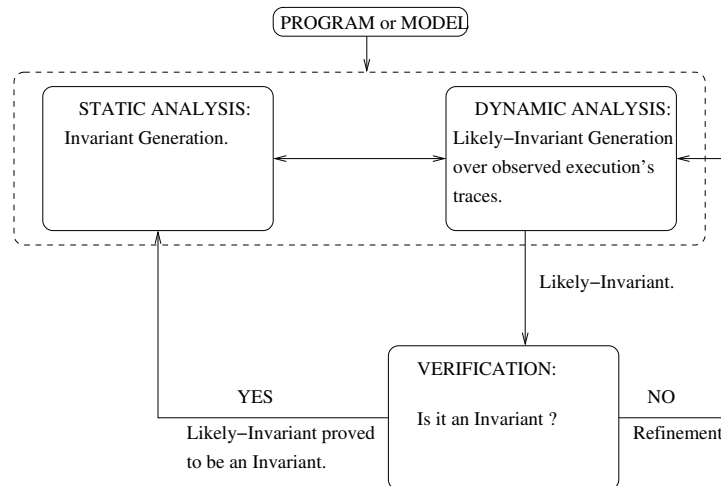 PROGRAM or MODEL
STATIC ANALYSIS:
Invariant Generation.
DYNAMIC ANALYSIS:
Likely−Invariant Generation
over observed execution's
traces.
Likely−Invariant.
VERIFICATION:
Is it an Invariant ?
YES
Likely−Invariant proved
to be an Invariant.
NO
Refinement